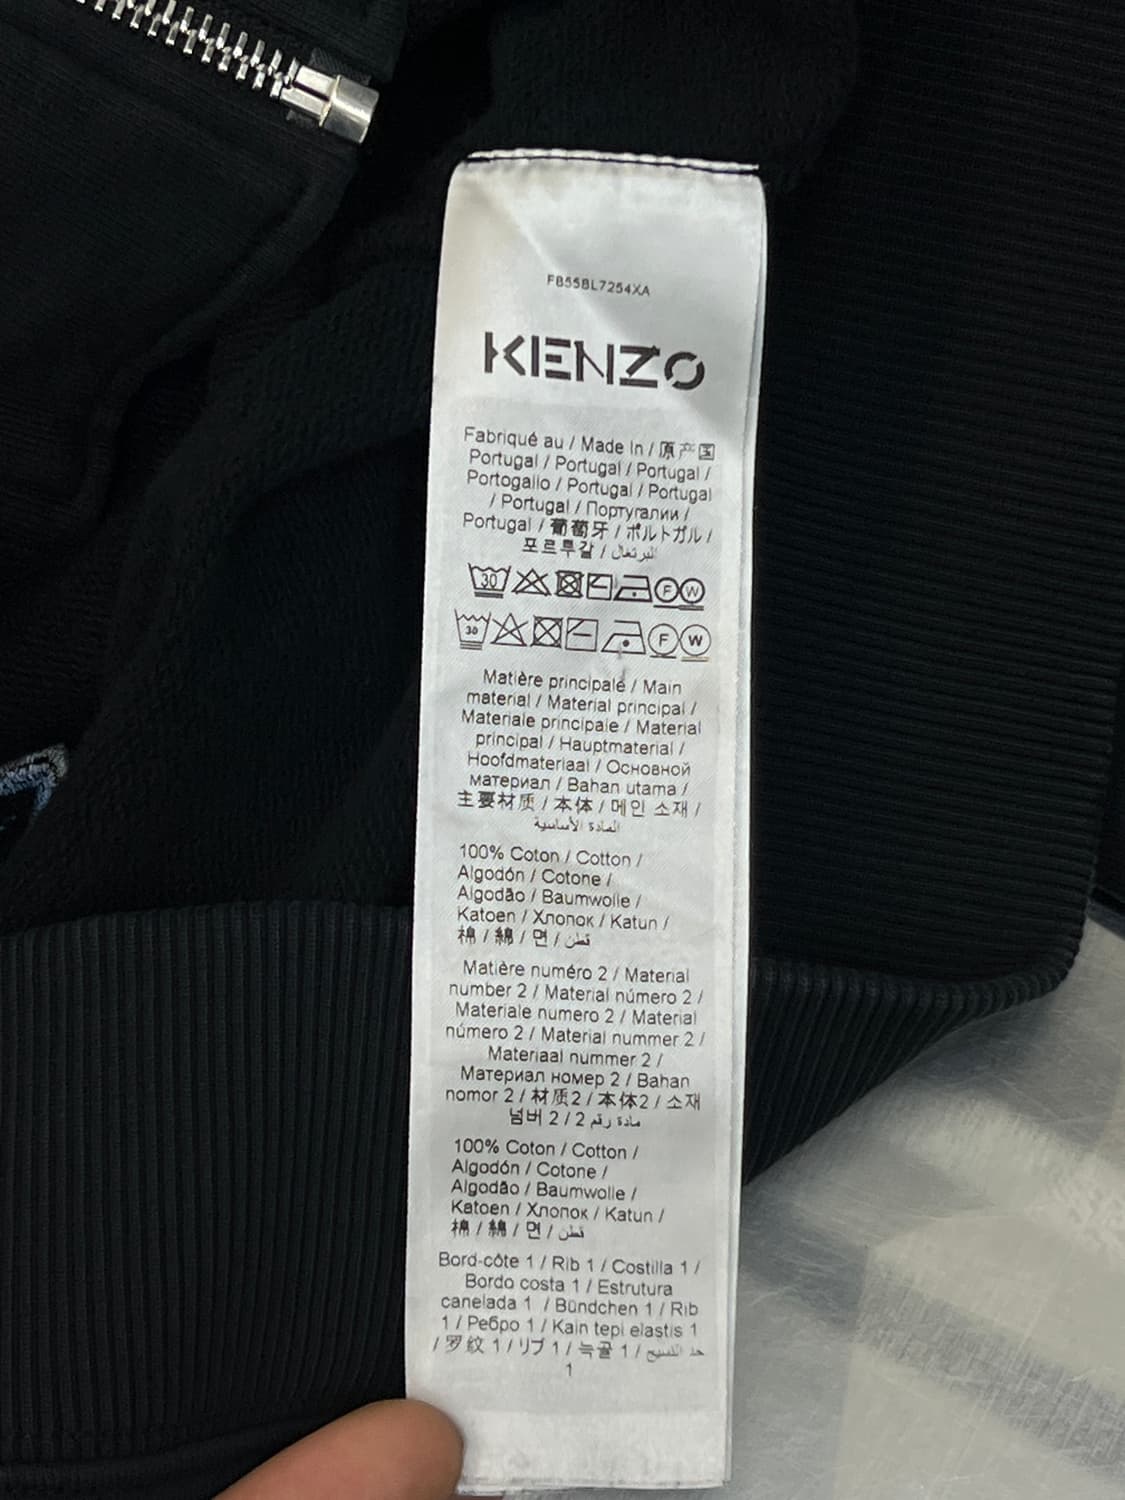 FB55BL7254XA
KENZO
Fabriqué au / Made In / 原产国
Portugal / Portugal / Portugal /
Portogallo / Portugal / Portugal
/ Portugal / Португалии /
Portugal / 葡萄牙 / ポルトガル /
포르투갈 / البرتغال
30 F W
30 F W
Matière principale / Main
material / Material principal /
Materiale principale / Material
principal / Hauptmaterial /
Hoofdmateriaal / Основной
материал / Bahan utama /
主要材质 / 本体 / 메인 소재 /
المادة الأساسية
100% Coton / Cotton /
Algodón / Cotone /
Algodão / Baumwolle /
Katoen / Хлопок / Katun /
棉 / 綿 / 면 / قطن
Matière numéro 2 / Material
number 2 / Material número 2 /
Materiale numero 2 / Material
número 2 / Material nummer 2 /
Materiaal nummer 2 /
Материал номер 2 / Bahan
nomor 2 / 材质2 / 本体2 / 소재
넘버 2 / مادة رقم 2
100% Coton / Cotton /
Algodón / Cotone /
Algodão / Baumwolle /
Katoen / Хлопок / Katun /
棉 / 綿 / 면 / قطن
Bord-côte 1 / Rib 1 / Costilla 1 /
Bordo costa 1 / Estrutura
canelada 1 / Bündchen 1 / Rib
1 / Ребро 1 / Kain tepi elastis 1
/ 罗纹 1 / リブ 1 / 늑골 1 / حد النسيج
1